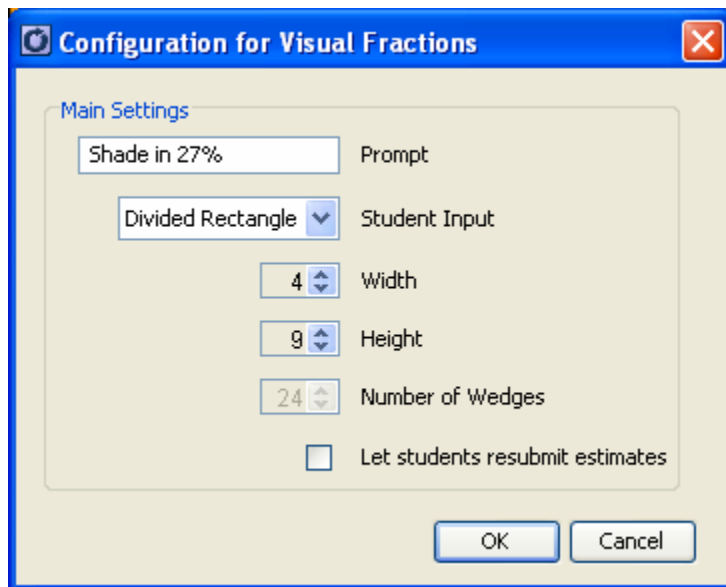 Configuration for Visual Fractions
Main Settings
Shade in 27% Prompt
Divided Rectangle Student Input
4 Width
9 Height
24 Number of Wedges
Let students resubmit estimates
OK Cancel